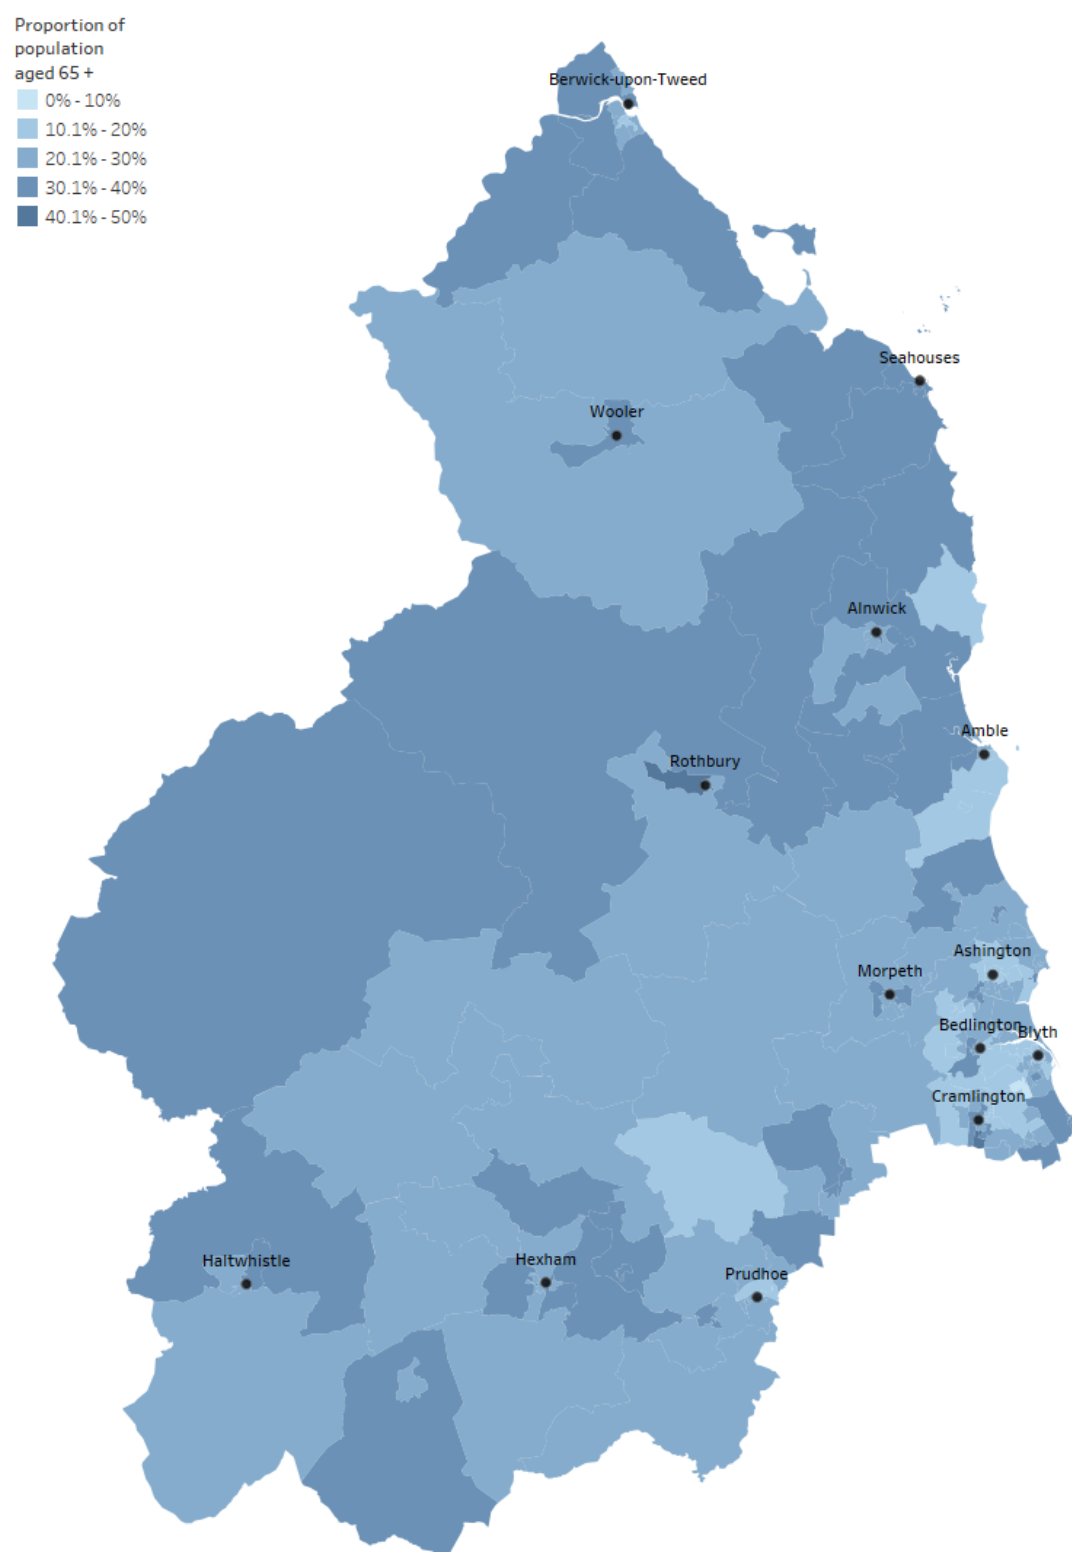 Proportion of
population
aged 65 +
0% - 10%
10.1% - 20%
20.1% - 30%
30.1% - 40%
40.1% - 50%
Berwick-upon-Tweed
Seahouses
Wooler
Alnwick
Amble
Rothbury
Ashington
Morpeth
Bedlington
Blyth
Cramlington
Haltwhistle
Hexham
Prudhoe